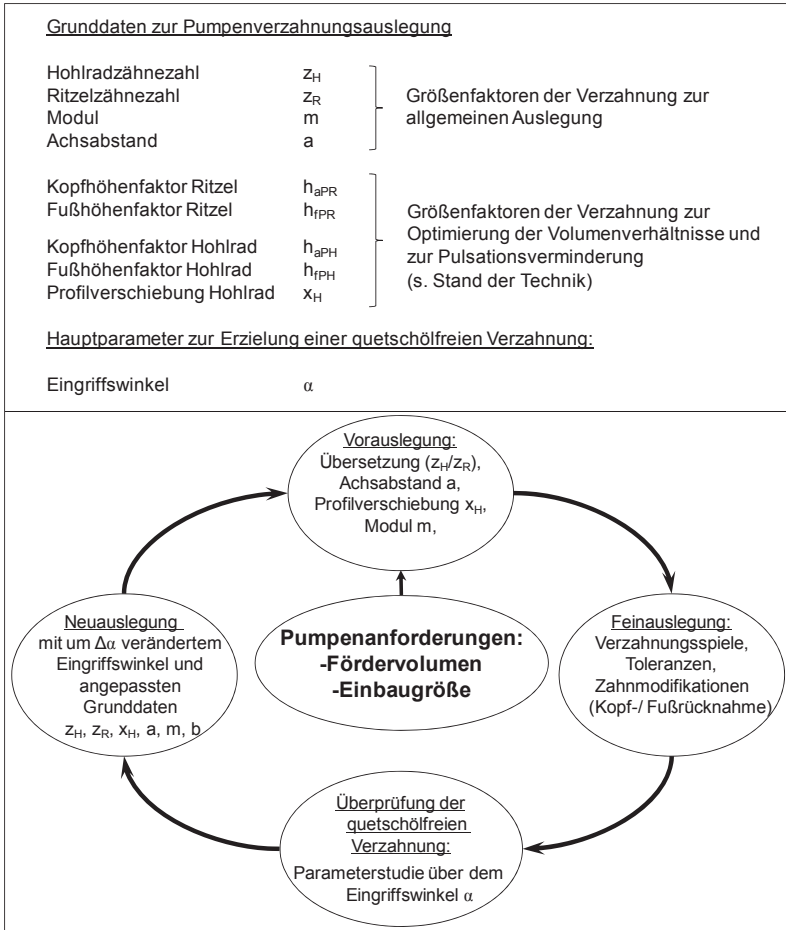 Grunddaten zur Pumpenverzahnungsauslegung
Hohlradzähnezahl z_H
Ritzelzähnezahl z_R
Modul m
Achsabstand a
Größenfaktoren der Verzahnung zur
allgemeinen Auslegung
Kopfhöhenfaktor Ritzel h_aPR
Fußhöhenfaktor Ritzel h_fPR
Kopfhöhenfaktor Hohlrad h_aPH
Fußhöhenfaktor Hohlrad h_fPH
Profilverschiebung Hohlrad x_H
Größenfaktoren der Verzahnung zur
Optimierung der Volumenverhältnisse und
zur Pulsationsverminderung
(s. Stand der Technik)
Hauptparameter zur Erzielung einer quetschölfreien Verzahnung:
Eingriffswinkel α
Vorauslegung:
Übersetzung (z_H/z_R),
Achsabstand a,
Profilverschiebung x_H,
Modul m,
Neuauslegung
mit um Δα verändertem
Eingriffswinkel und
angepassten
Grunddaten
z_H, z_R, x_H, a, m, b
Pumpenanforderungen:
-Fördervolumen
-Einbaugröße
Feinauslegung:
Verzahnungsspiele,
Toleranzen,
Zahnmodifikationen
(Kopf-/ Fußrücknahme)
Überprüfung der
quetschölfreien
Verzahnung:
Parameterstudie über dem
Eingriffswinkel α